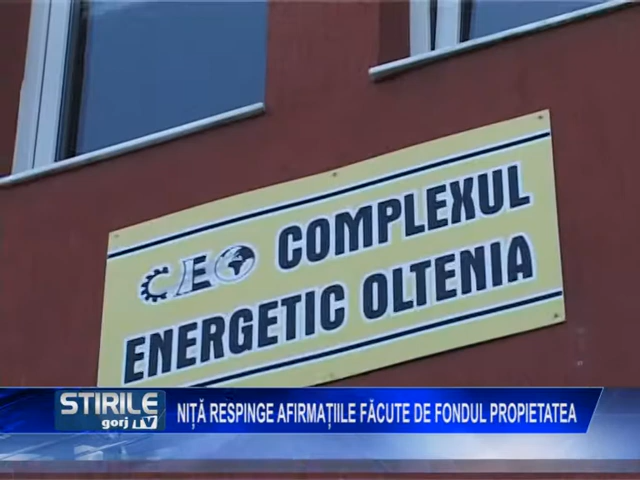 CEO COMPLEXUL
ENERGETIC OLTENIA
STIRILE
gorj TV
NIȚĂ RESPINGE AFIRMAȚIILE FĂCUTE DE FONDUL PROPIETATEA